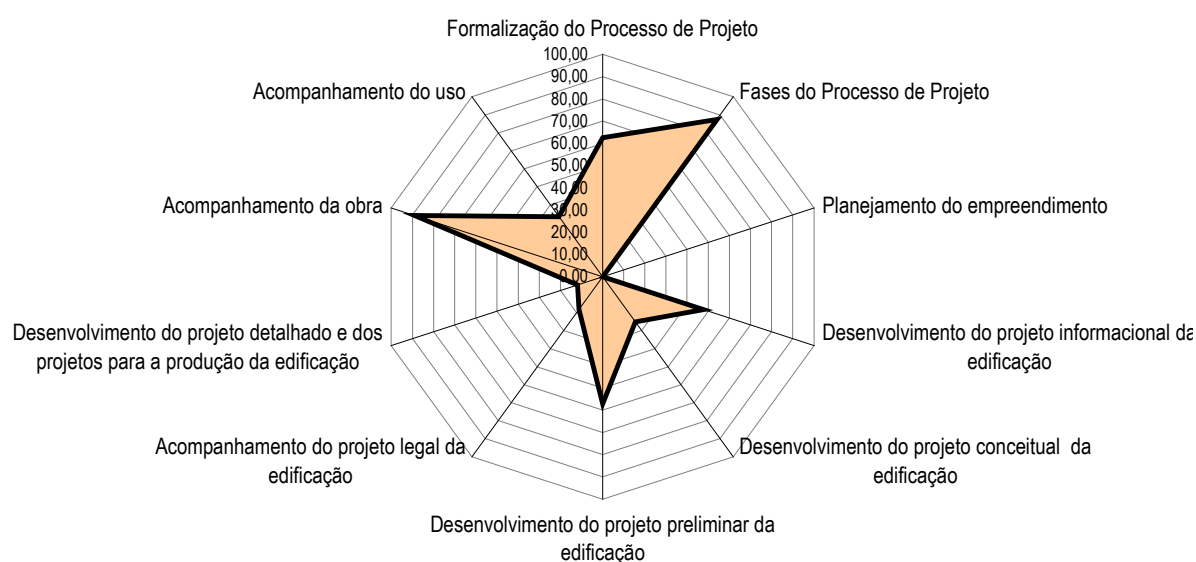 Formalização do Processo de Projeto
100,00
90,00
80,00
70,00
60,00
50,00
40,00
30,00
20,00
10,00
0,00
Fases do Processo de Projeto
Planejamento do empreendimento
Desenvolvimento do projeto informacional da
edificação
Desenvolvimento do projeto conceitual da
edificação
Desenvolvimento do projeto preliminar da
edificação
Acompanhamento do projeto legal da
edificação
Desenvolvimento do projeto detalhado e dos
projetos para a produção da edificação
Acompanhamento da obra
Acompanhamento do uso